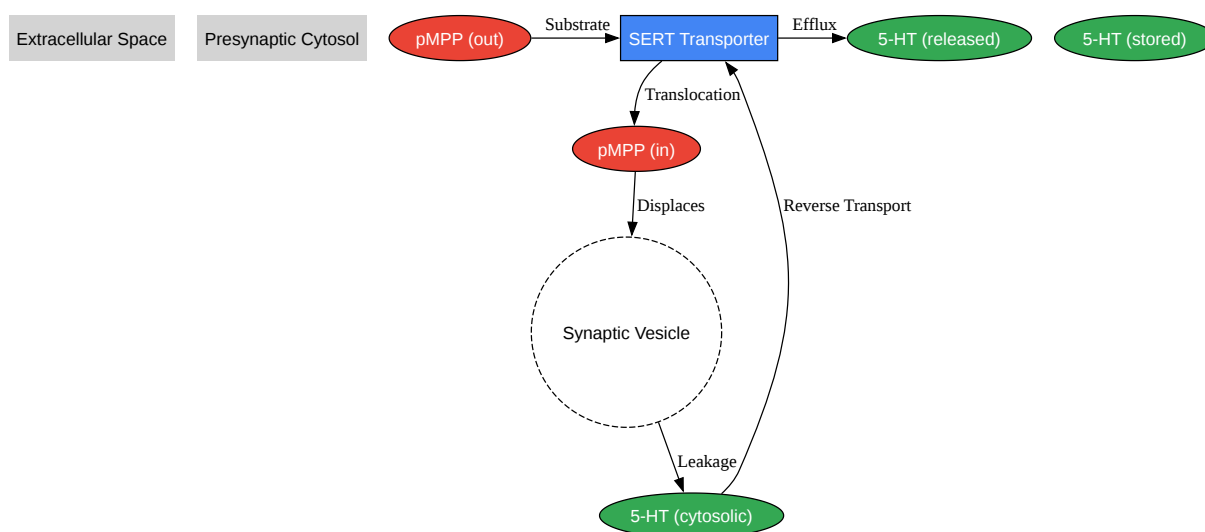 Extracellular Space
Presynaptic Cytosol
pMPP (out)
Substrate
SERT Transporter
Efflux
5-HT (released)
5-HT (stored)
Translocation
pMPP (in)
Displaces
Reverse Transport
Synaptic Vesicle
Leakage
5-HT (cytosolic)